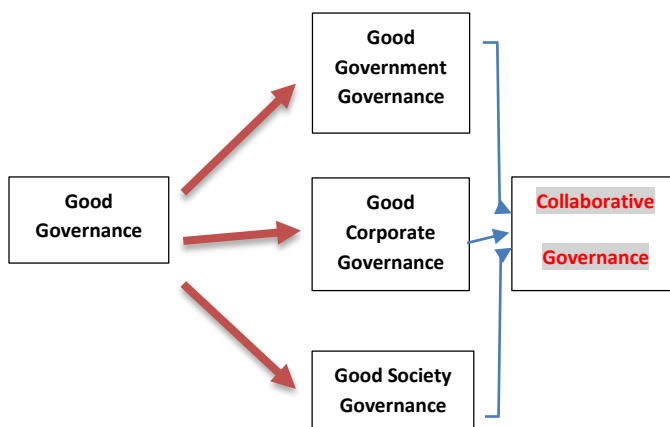 Good
Governance
Good
Government
Governance
Good
Corporate
Governance
Good Society
Governance
Collaborative
Governance